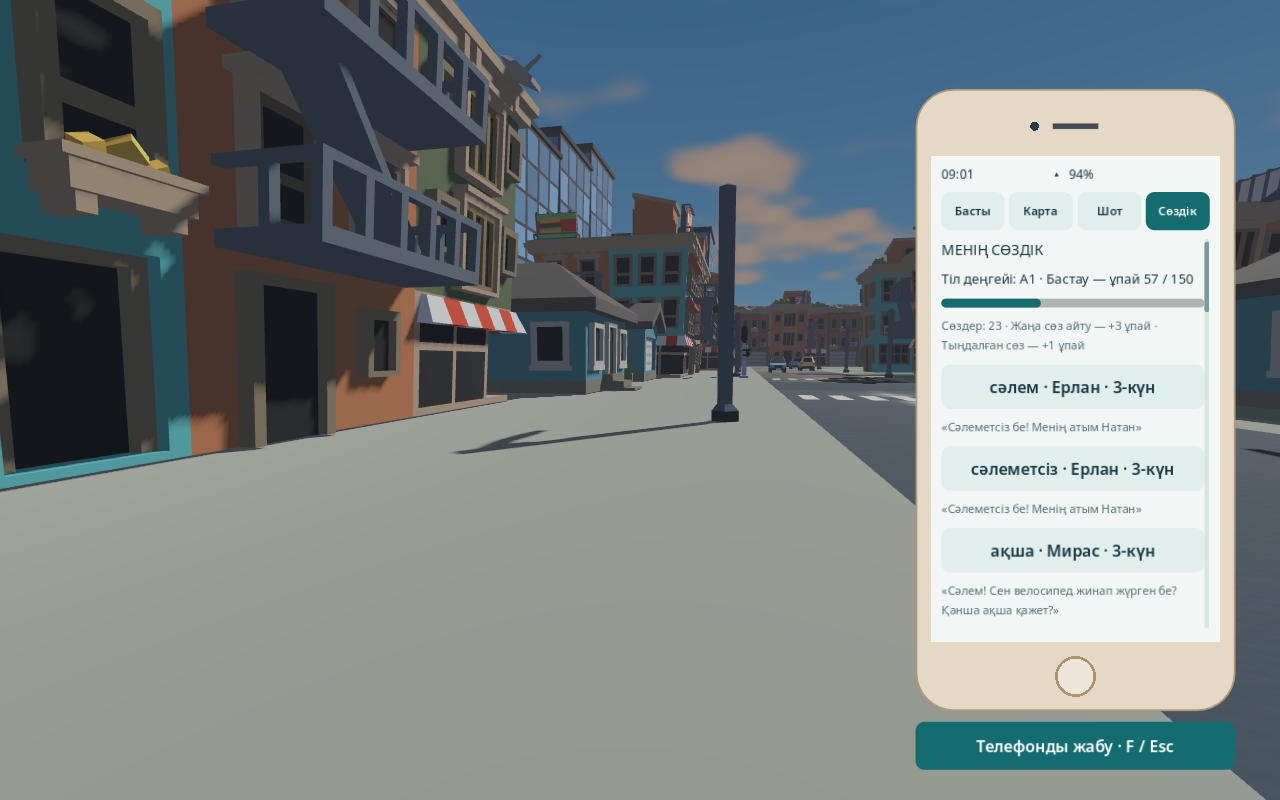 09:01 ▲ 94%
Басты Карта Шот Сөздік
МЕНІҢ СӨЗДІК
Тіл деңгейі: A1 · Бастау — ұпай 57 / 150
Сөздер: 23 · Жаңа сөз айту — +3 ұпай ·
Тыңдалған сөз — +1 ұпай
сәлем · Ерлан · 3-күн
«Сәлеметсіз бе! Менің атым Натан»
сәлеметсіз · Ерлан · 3-күн
«Сәлеметсіз бе! Менің атым Натан»
ақша · Мирас · 3-күн
«Сәлем! Сен велосипед жинап жүрген бе?
Қанша ақша қажет?»
Телефонды жабу · F / Esc